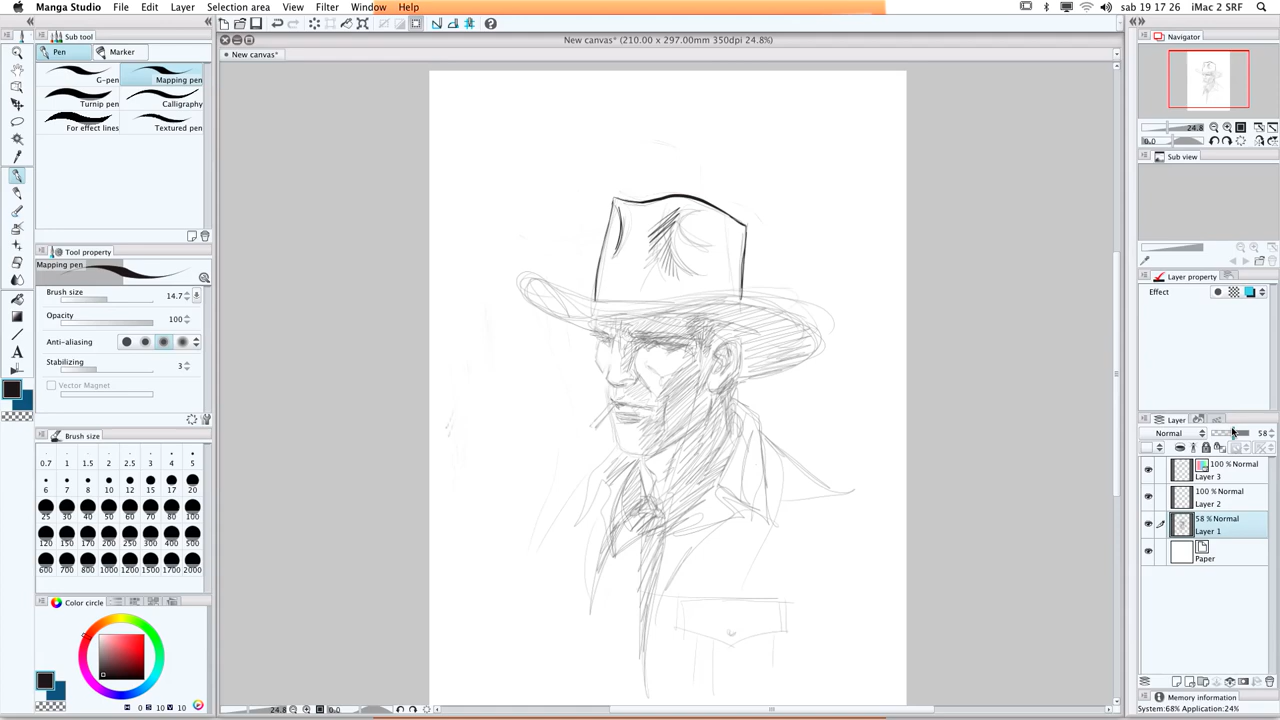 Manga Studio File Edit Layer Selection area View Filter Window Help sab 19 17 26 iMac 2 SRF
New canvas* (210.00 x 297.00mm 350dpi 24.8%)
New canvas*
Sub tool
Pen Marker
G-pen Mapping pen
Turnip pen Calligraphy
For effect lines Textured pen
Tool property
Mapping pen
Brush size 14.7
Opacity 100
Anti-aliasing
Stabilizing 3
Vector Magnet
Brush size
0.7 1 1.5 2 3 4 5
6 7 8 10 12 15 17 20
25 30 40 50 60 70 80 100
120 150 170 200 250 300 400 500
600 700 800 1000 1200 1500 1700 2000
Color circle
H 0 S 10 V 10
24.8 0.0
Navigator
24.8
0.0
Sub view
Layer property
Effect
Layer
Normal 58
100 % Normal
Layer 3
100 % Normal
Layer 2
58 % Normal
Layer 1
Paper
Memory information
System:68% Application:24%
A